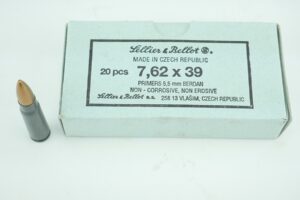 Sellier & Bellot S.
MADE IN CZECH REPUBLIC
20 pcs 7,62 x 39
PRIMERS 5,5 mm BERDAN
NON - CORROSIVE, NON EROSIVE
Sellier & Bellot a.s. 258 13 VLAŠIM, CZECH REPUBLIC